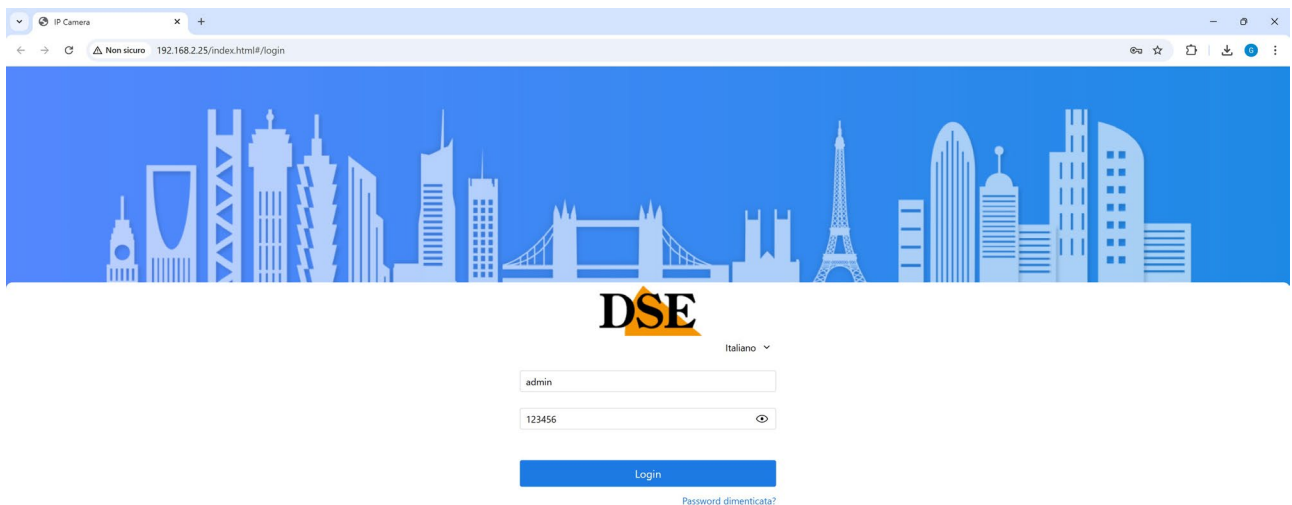 IP Camera
Non sicuro 192.168.2.25/index.html#/login
G
DSE
Italiano
admin
123456
Login
Password dimenticata?